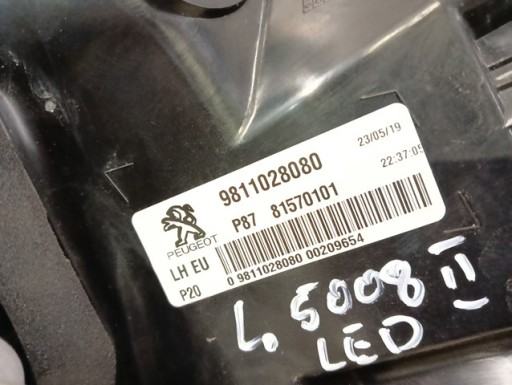 23/05/19
9811028080
22:37:05
P87 81570101
PEUGEOT
LH EU
P20
0 9811028080 00209654
L. 5008 II
LED